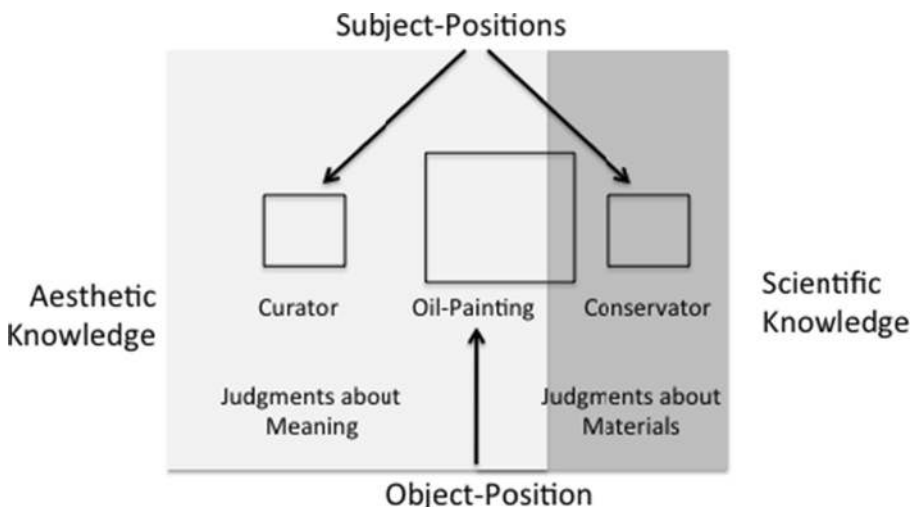 Subject-Positions
Aesthetic
Knowledge
Curator
Oil-Painting
Conservator
Scientific
Knowledge
Judgments about
Meaning
Judgments about
Materials
Object-Position